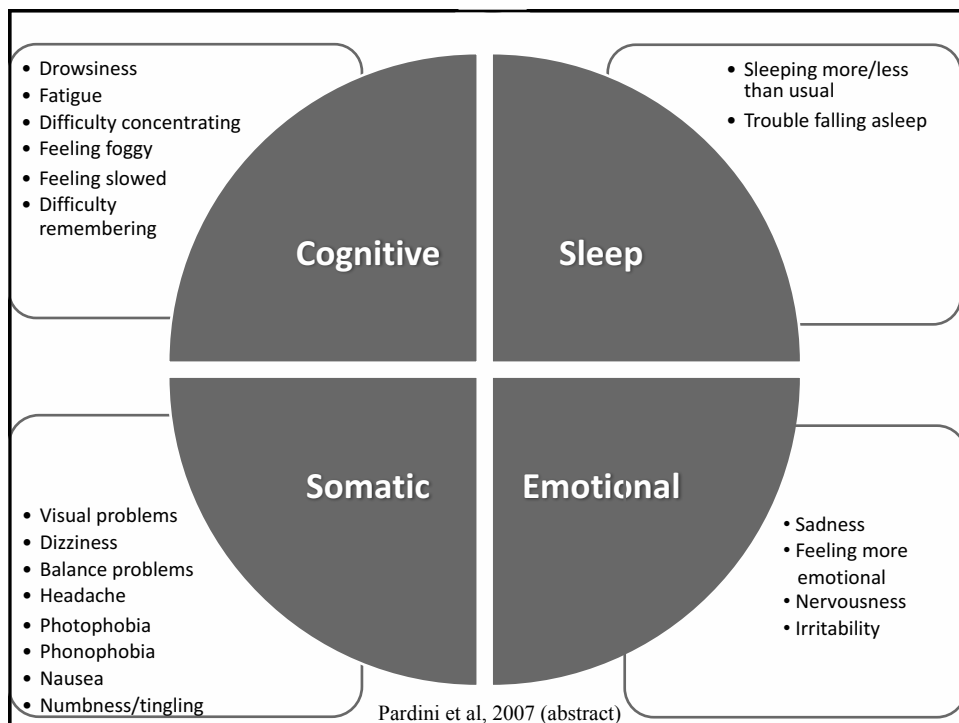 • Drowsiness
• Fatigue
• Difficulty concentrating
• Feeling foggy
• Feeling slowed
• Difficulty
remembering
Cognitive
• Sleeping more/less
than usual
• Trouble falling asleep
Sleep
Somatic
• Visual problems
• Dizziness
• Balance problems
• Headache
• Photophobia
• Phonophobia
• Nausea
• Numbness/tingling
Emotional
• Sadness
• Feeling more
emotional
• Nervousness
• Irritability
Pardini et al, 2007 (abstract)